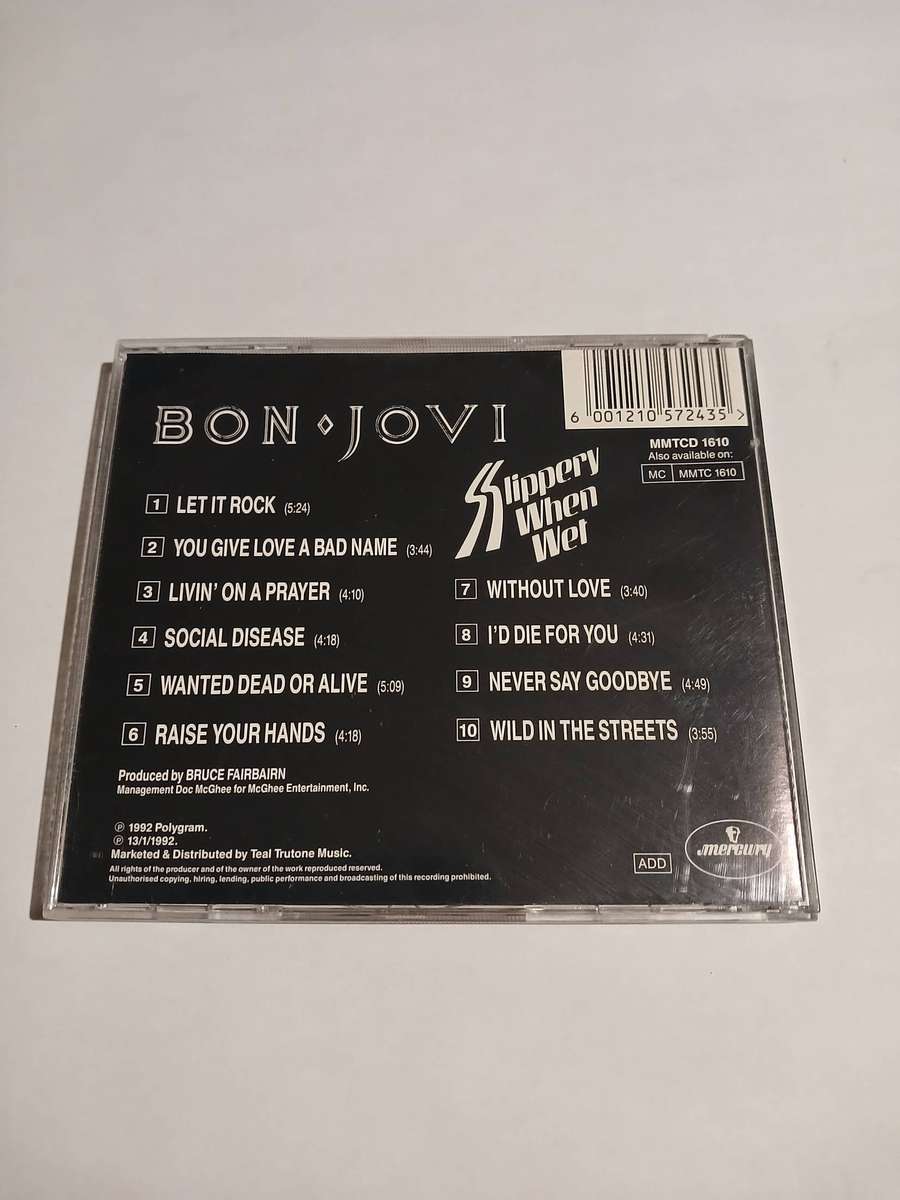 6 001210 572435 >
BON ◊ JOVI
MMTCD 1610
Also available on:
MC MMTC 1610
Slippery
When
Wet
1 LET IT ROCK (5:24)
2 YOU GIVE LOVE A BAD NAME (3:44)
3 LIVIN' ON A PRAYER (4:10)
4 SOCIAL DISEASE (4:18)
5 WANTED DEAD OR ALIVE (5:09)
6 RAISE YOUR HANDS (4:18)
7 WITHOUT LOVE (3:40)
8 I'D DIE FOR YOU (4:31)
9 NEVER SAY GOODBYE (4:49)
10 WILD IN THE STREETS (3:55)
Produced by BRUCE FAIRBAIRN
Management Doc McGhee for McGhee Entertainment, Inc.
℗ 1992 Polygram.
℗ 13/1/1992.
Marketed & Distributed by Teal Trutone Music.
All rights of the producer and of the owner of the work reproduced reserved.
Unauthorised copying, hiring, lending, public performance and broadcasting of this recording prohibited.
ADD
mercury